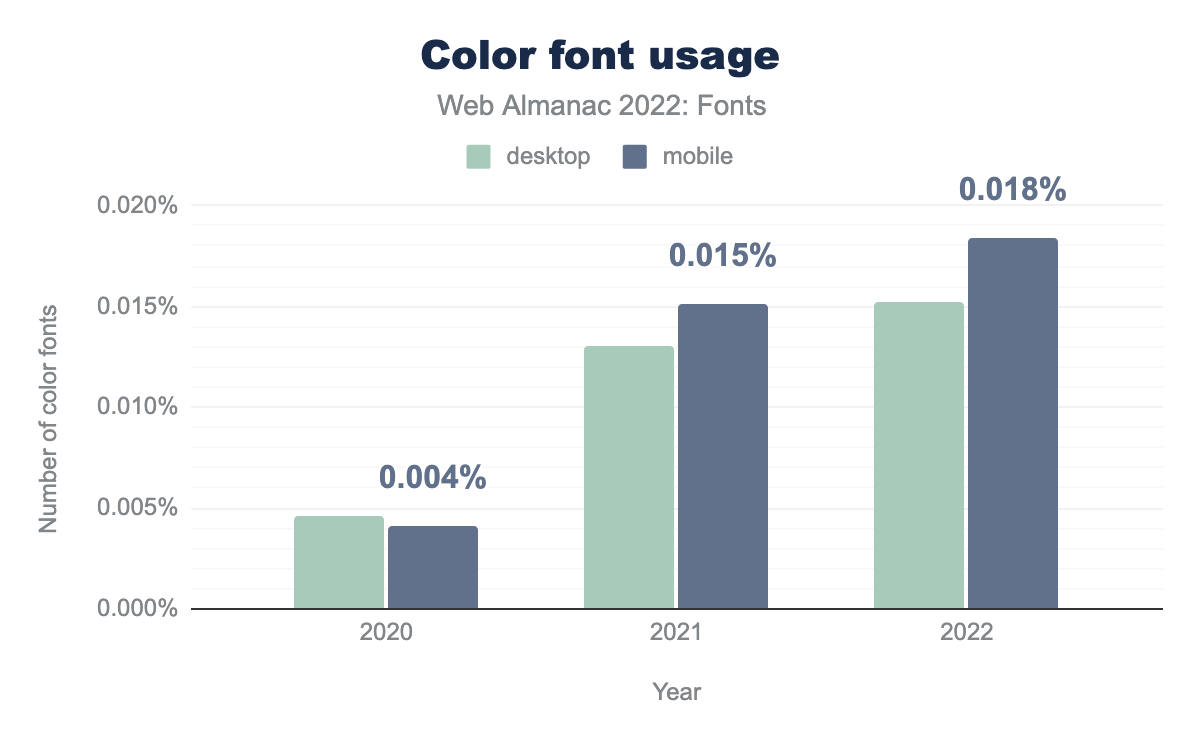 Color font usage
Web Almanac 2022: Fonts
desktop mobile
0.018%
0.020%
0.015%
0.015%
0.010%
0.004%
0.005%
0.000%
Number of color fonts
2020 2021 2022
Year